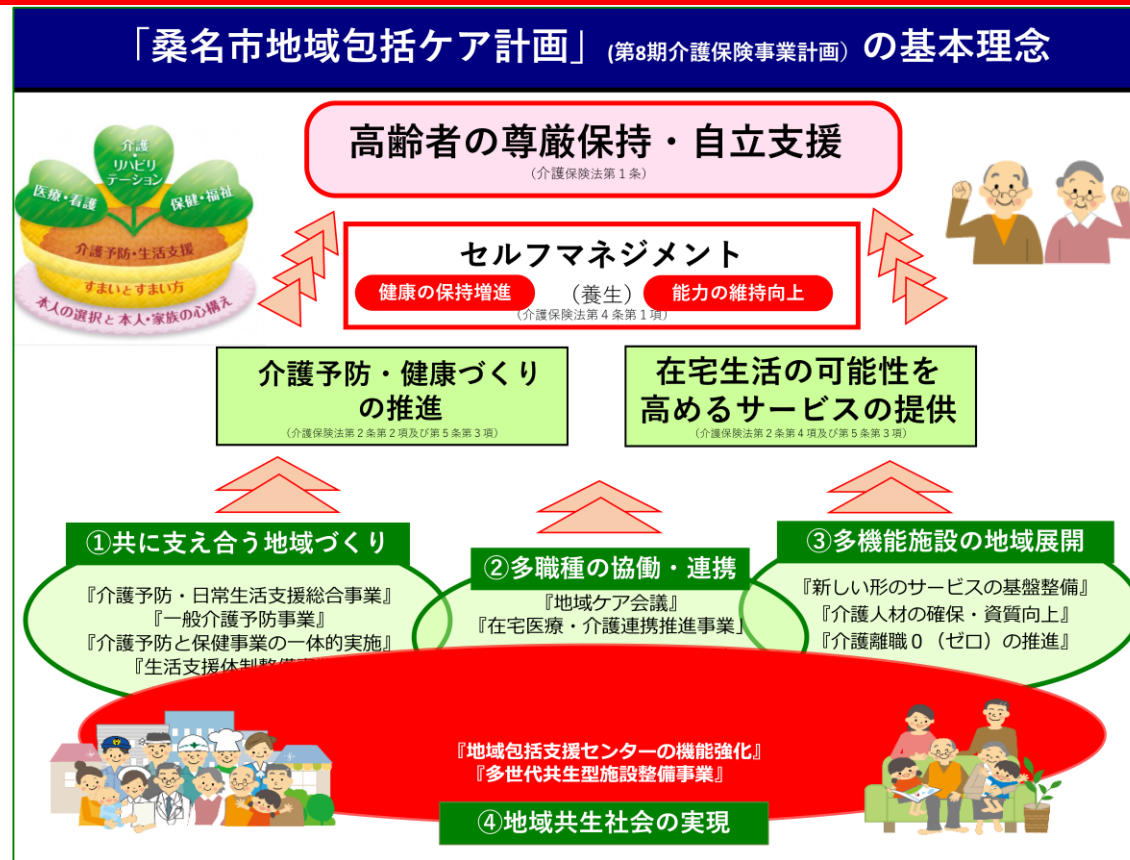 「桑名市地域包括ケア計画」(第8期介護保険事業計画）の基本理念
介護
・
リハビリ
テーション
医療・看護
保健・福祉
介護予防・生活支援
すまいとすまい方
本人の選択と本人・家族の心構え
高齢者の尊厳保持・自立支援
（介護保険法第１条）
セルフマネジメント
健康の保持増進
（養生）
能力の維持向上
（介護保険法第４条第１項）
介護予防・健康づくり
の推進
（介護保険法第２条第２項及び第５条第３項）
在宅生活の可能性を
高めるサービスの提供
（介護保険法第２条第４項及び第５条第３項）
①共に支え合う地域づくり
『介護予防・日常生活支援総合事業』
『一般介護予防事業』
『介護予防と保健事業の一体的実施』
『生活支援体制整備
②多職種の協働・連携
『地域ケア会議』
『在宅医療・介護連携推進事業』
③多機能施設の地域展開
『新しい形のサービスの基盤整備』
『介護人材の確保・資質向上』
『介護離職０（ゼロ）の推進』
『地域包括支援センターの機能強化』
『多世代共生型施設整備事業』
④地域共生社会の実現